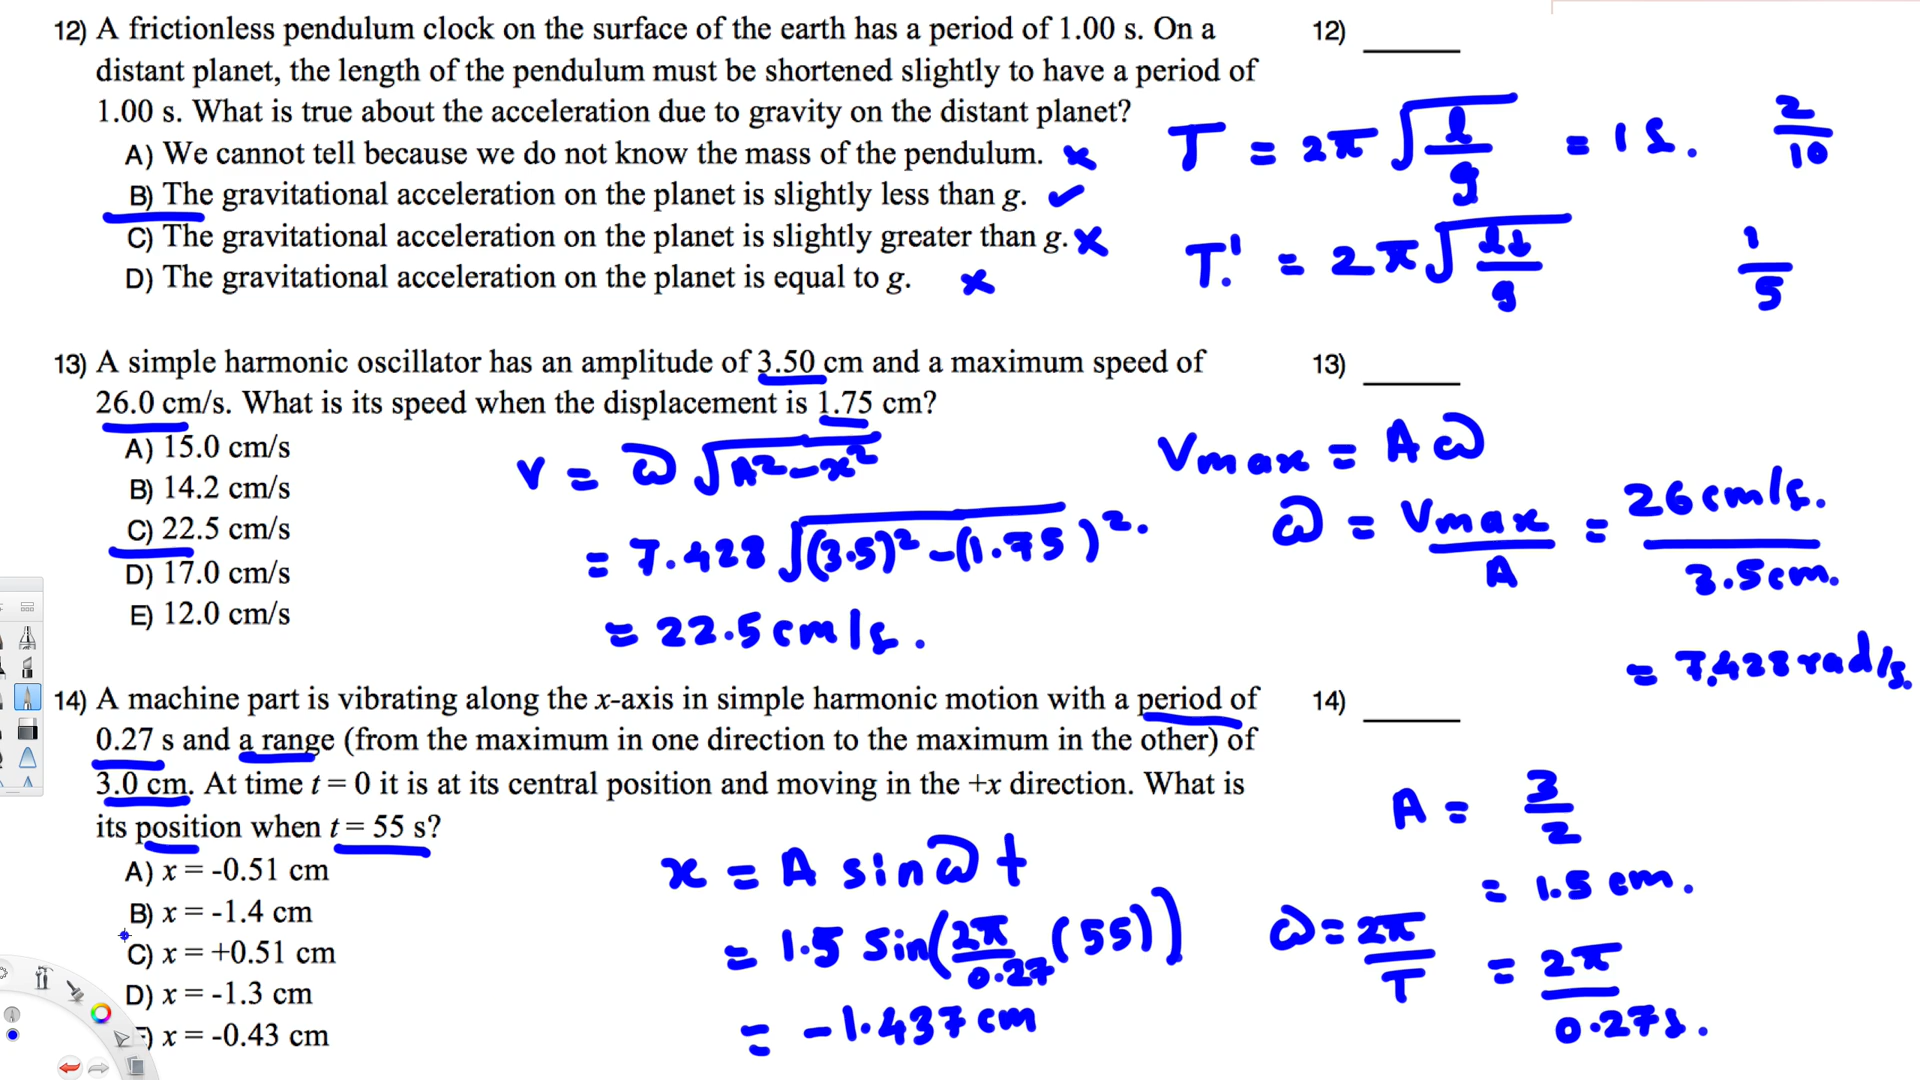 12) A frictionless pendulum clock on the surface of the earth has a period of 1.00 s. On a
distant planet, the length of the pendulum must be shortened slightly to have a period of
1.00 s. What is true about the acceleration due to gravity on the distant planet?
A) We cannot tell because we do not know the mass of the pendulum. ×
B) The gravitational acceleration on the planet is slightly less than g. ✓
C) The gravitational acceleration on the planet is slightly greater than g. ×
D) The gravitational acceleration on the planet is equal to g. ×
12) ______
T = 2π √(l/g) = 1 s.
T' = 2π √(l↓/g)
2/10
1/5
13) A simple harmonic oscillator has an amplitude of 3.50 cm and a maximum speed of
26.0 cm/s. What is its speed when the displacement is 1.75 cm?
A) 15.0 cm/s
B) 14.2 cm/s
C) 22.5 cm/s
D) 17.0 cm/s
E) 12.0 cm/s
v = ω √(A² – x²)
= 7.428 √((3.5)² – (1.75)².
= 22.5 cm/s.
13) ______
Vmax = Aω
ω = Vmax/A = 26 cm/s./3.5 cm.
= 7.428 rad/s.
14) A machine part is vibrating along the x-axis in simple harmonic motion with a period of
0.27 s and a range (from the maximum in one direction to the maximum in the other) of
3.0 cm. At time t = 0 it is at its central position and moving in the +x direction. What is
its position when t = 55 s?
A) x = -0.51 cm
B) x = -1.4 cm
C) x = +0.51 cm
D) x = -1.3 cm
) x = -0.43 cm
x = A sin ω t
= 1.5 sin(2π/0.27 (55))
= –1.437 cm
14) ______
A = 3/2
= 1.5 cm.
ω = 2π/T = 2π/0.27s.